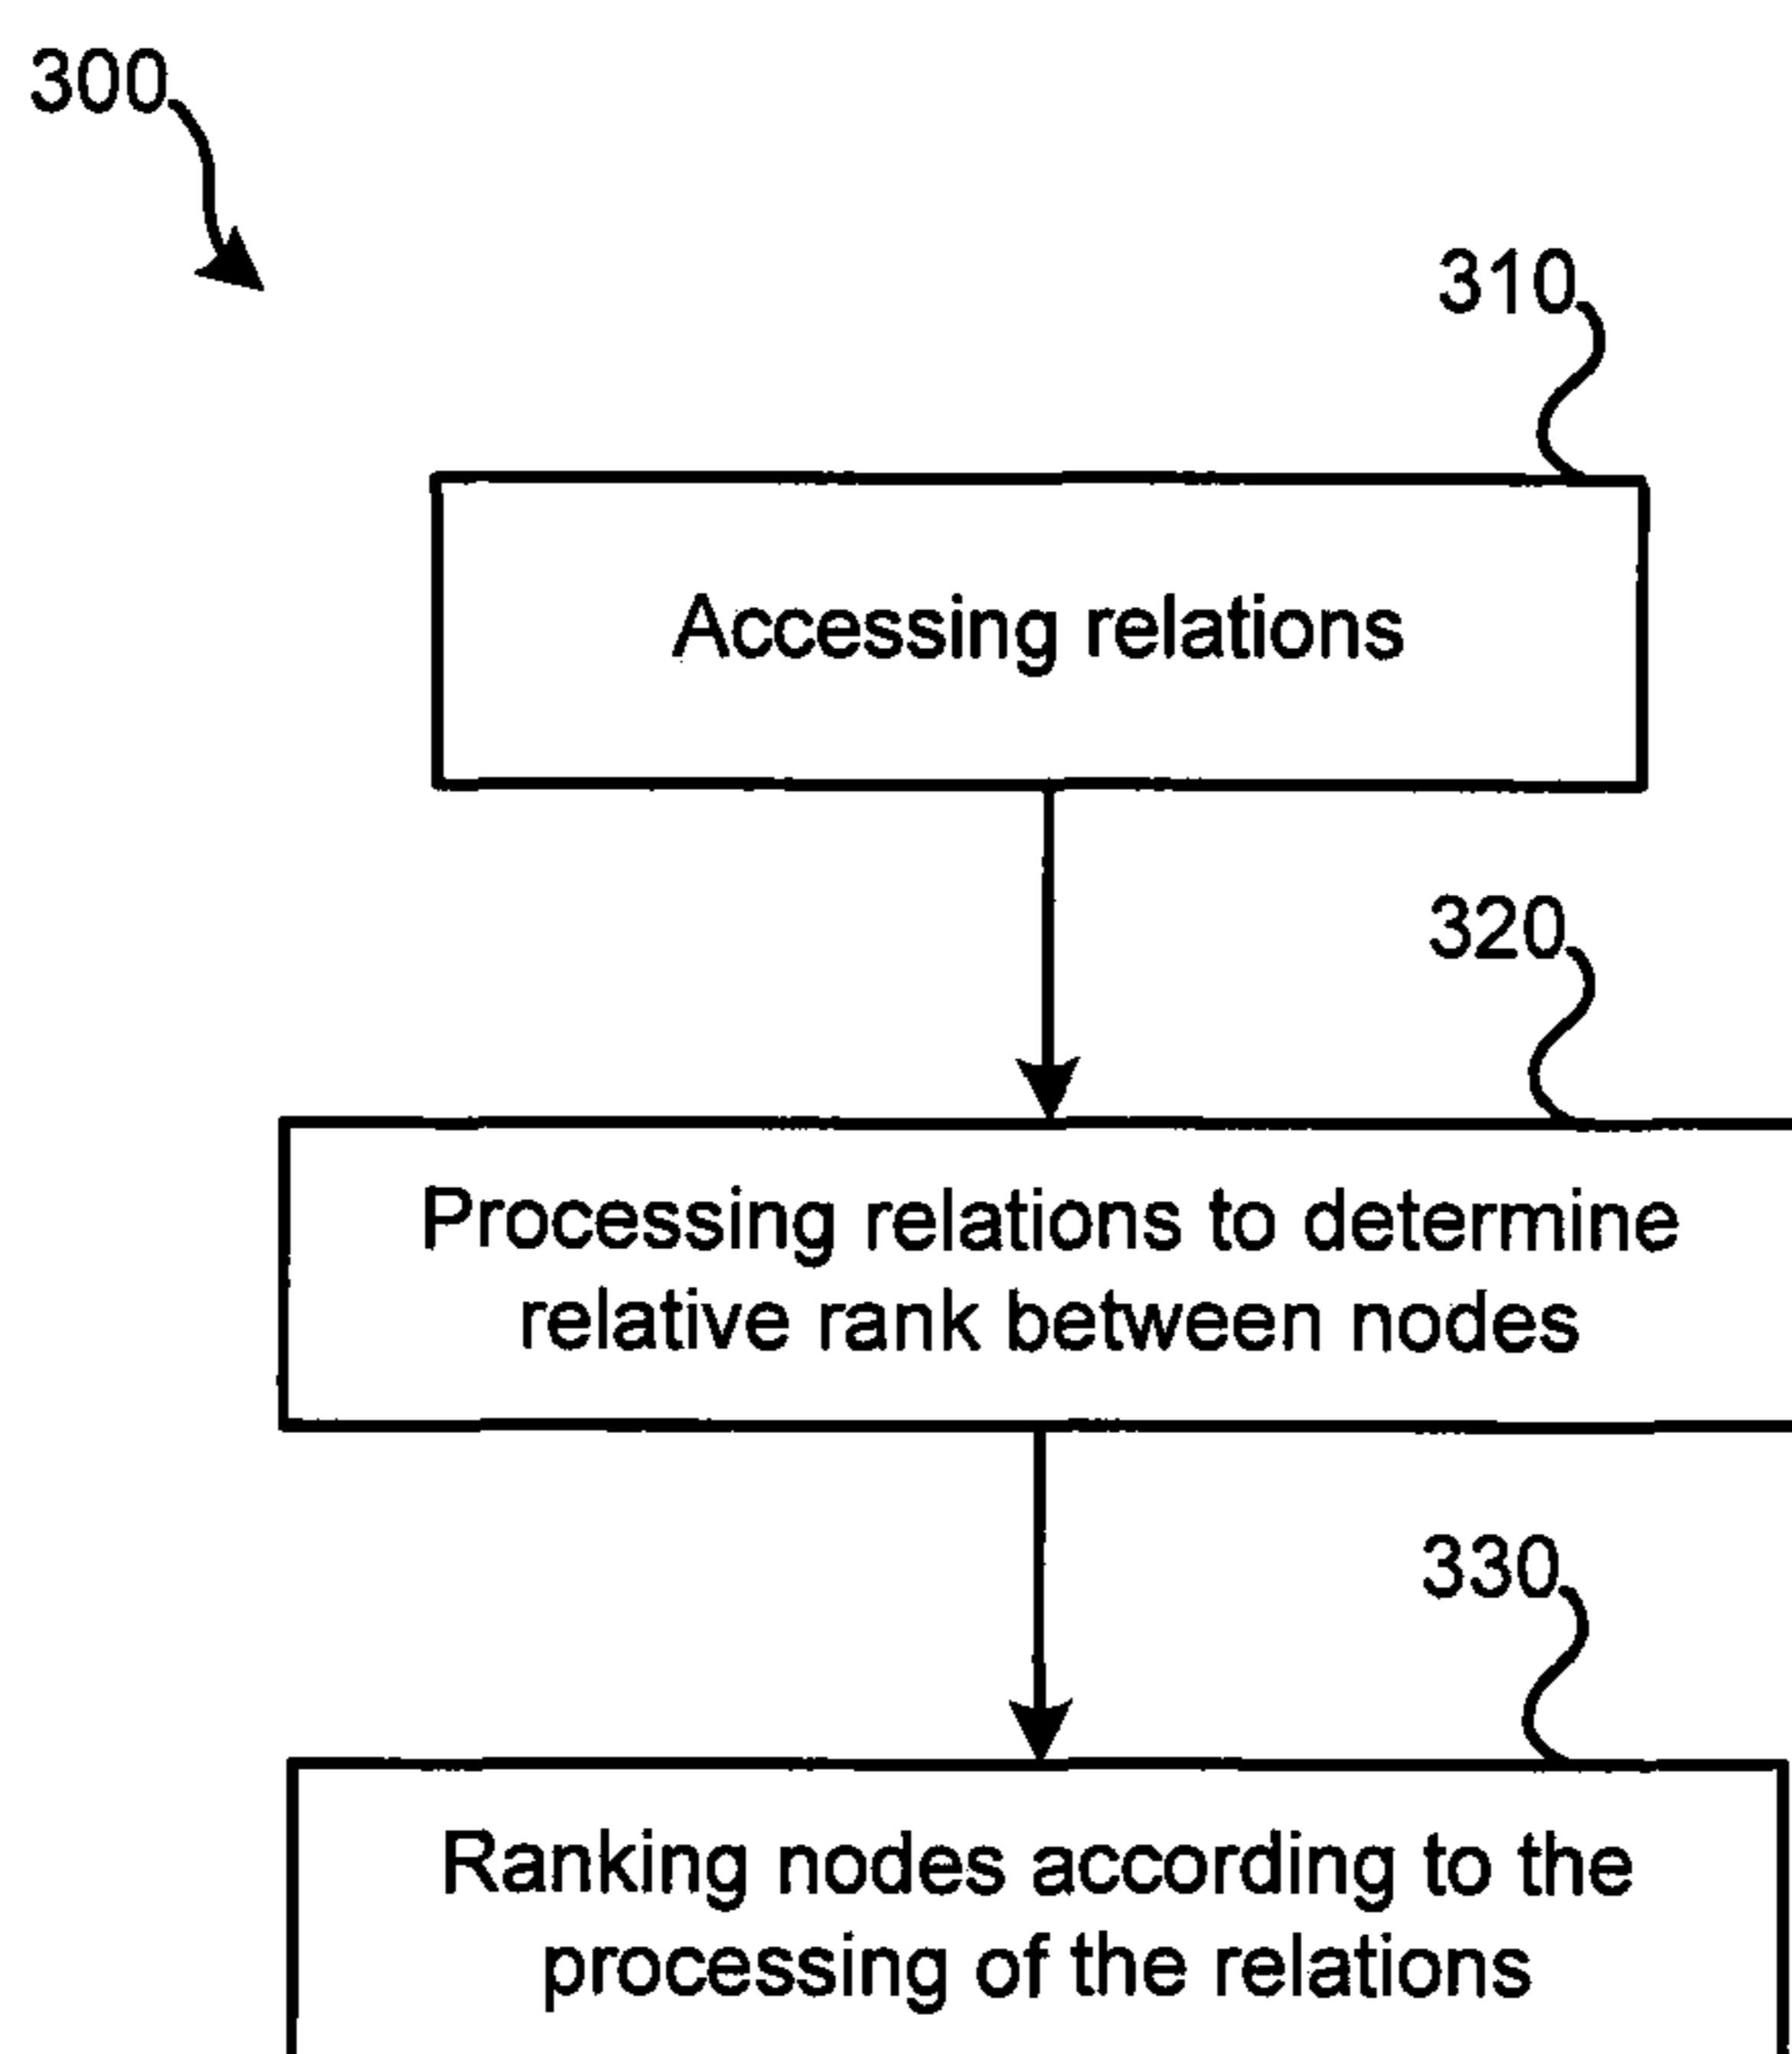 300
310
Accessing relations
320
Processing relations to determine
relative rank between nodes
330
Ranking nodes according to the
processing of the relations